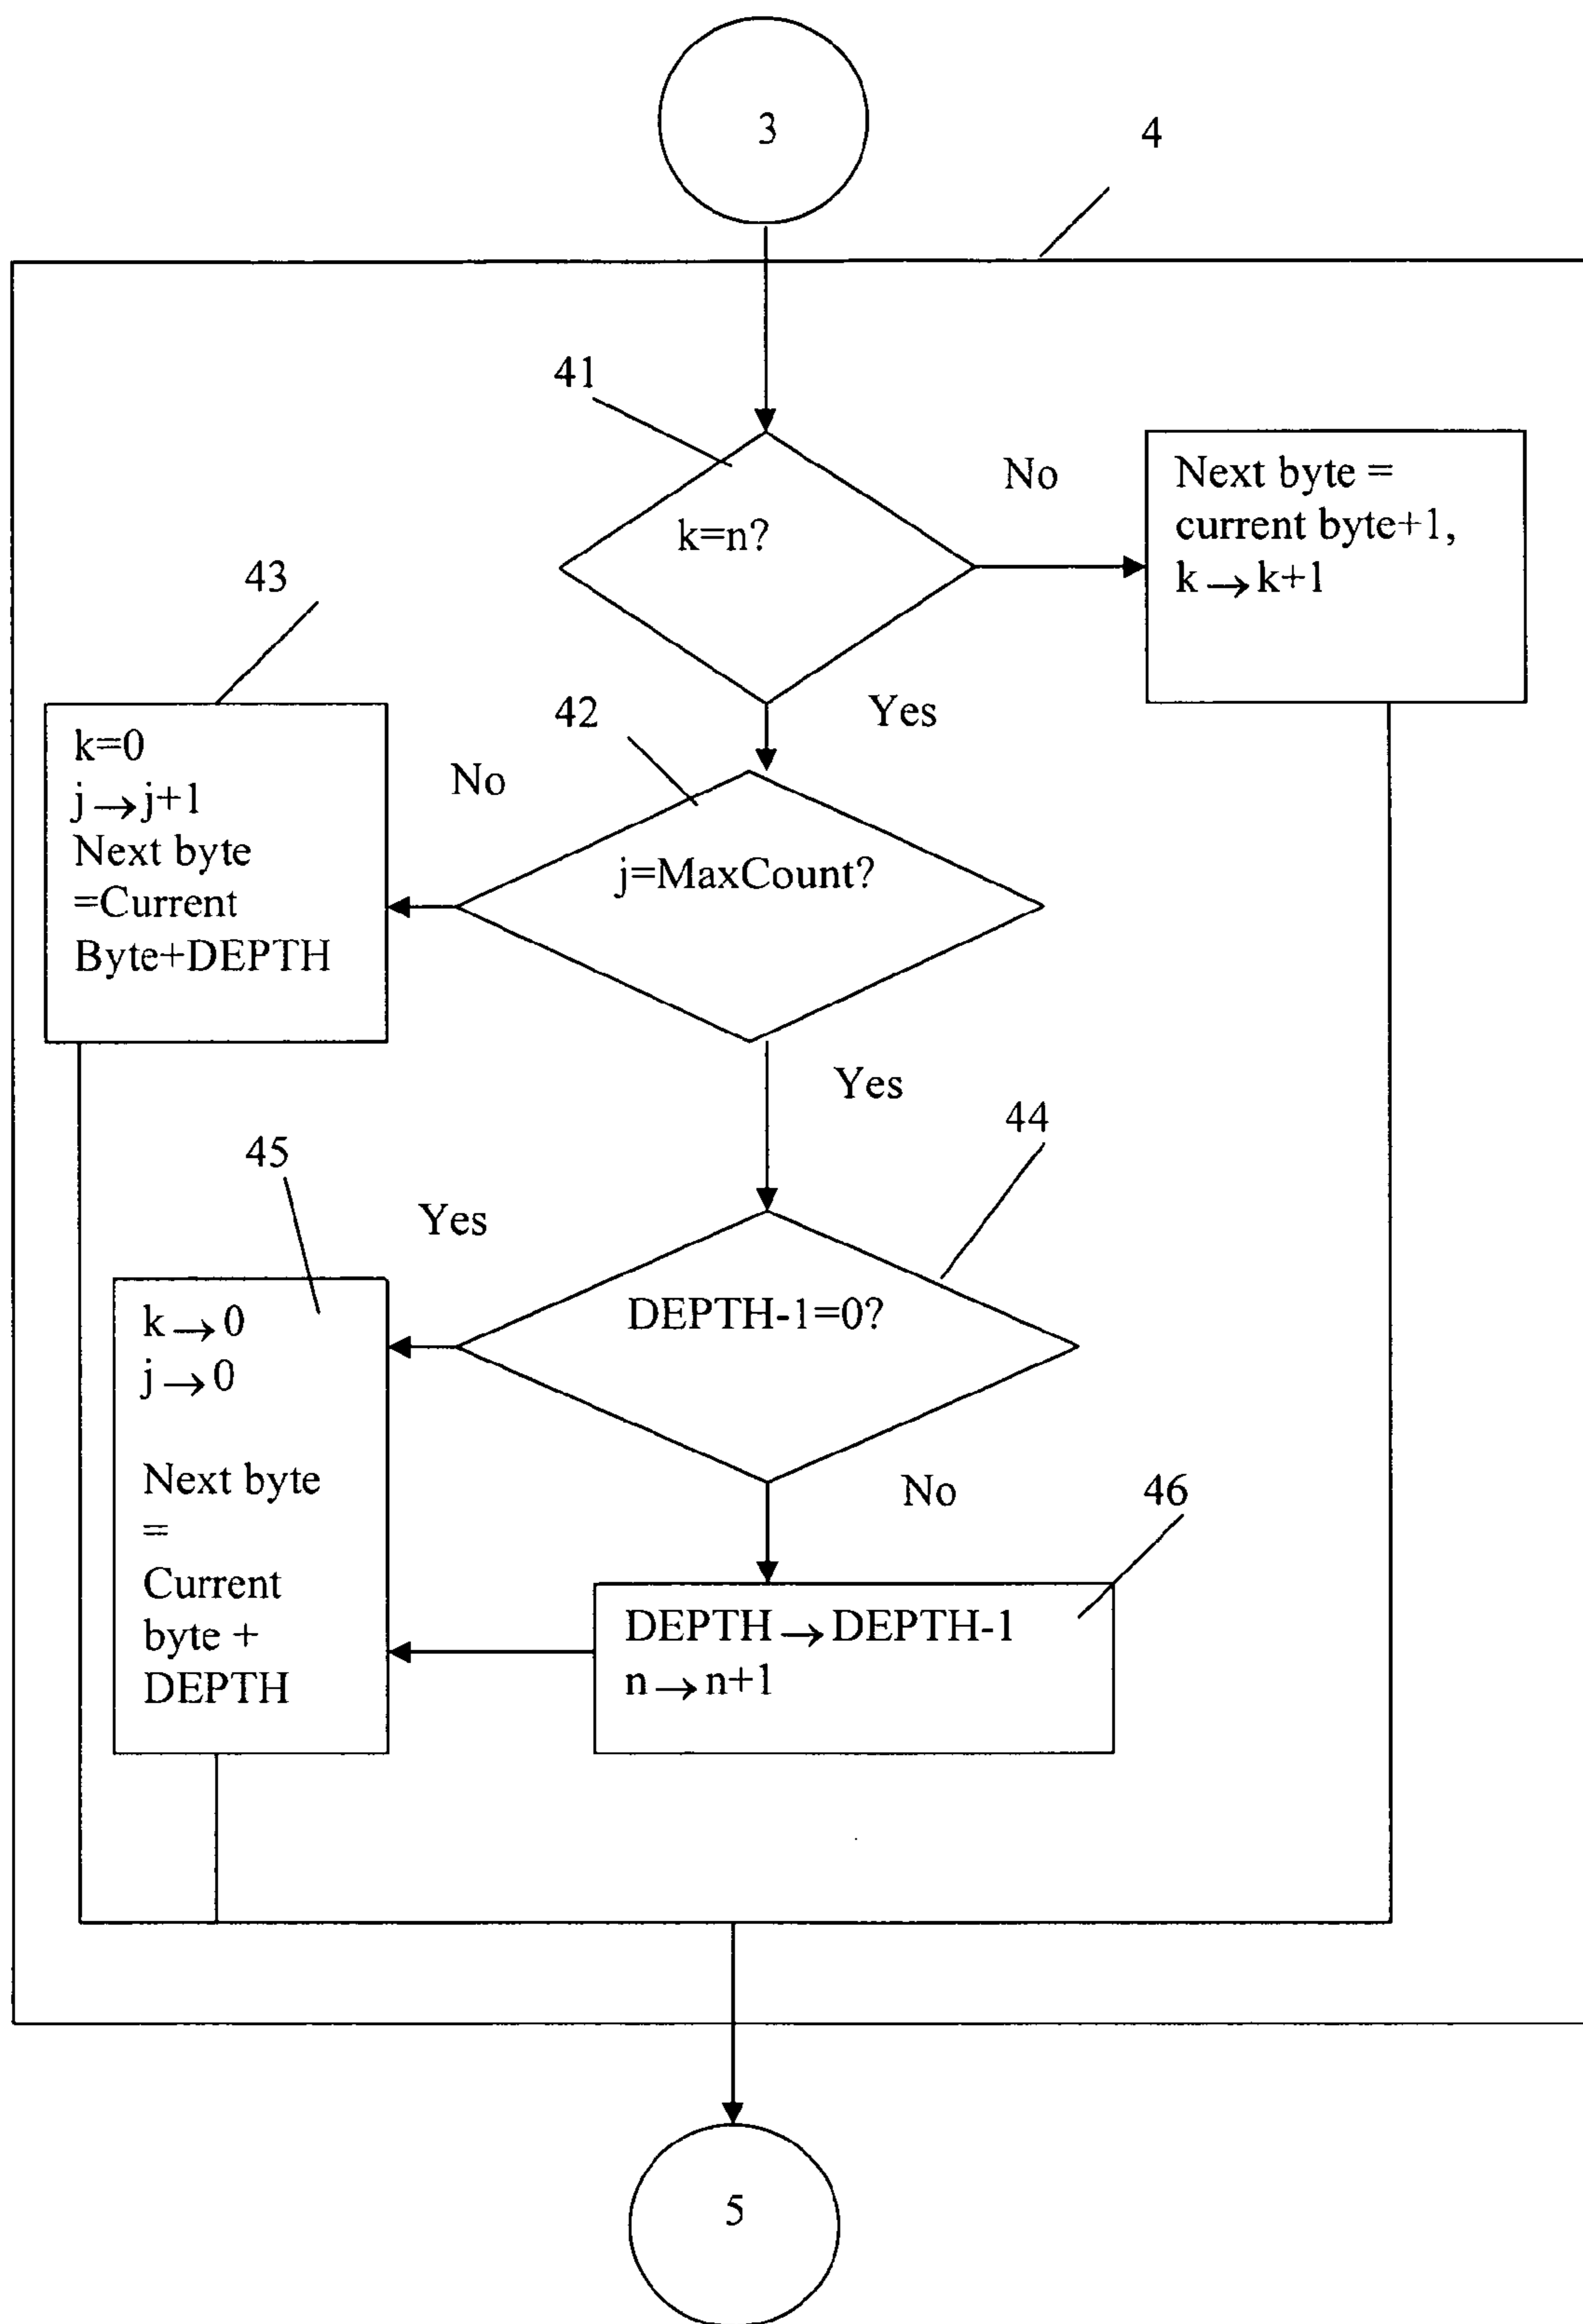 3
4
41
k=n?
No
Next byte =
current byte+1,
k→k+1
43
k=0
j→j+1
Next byte
=Current
Byte+DEPTH
42
Yes
No
j=MaxCount?
Yes
44
45
Yes
DEPTH-1=0?
k→0
j→0
Next byte
=
Current
byte +
DEPTH
No
46
DEPTH→DEPTH-1
n→n+1
5